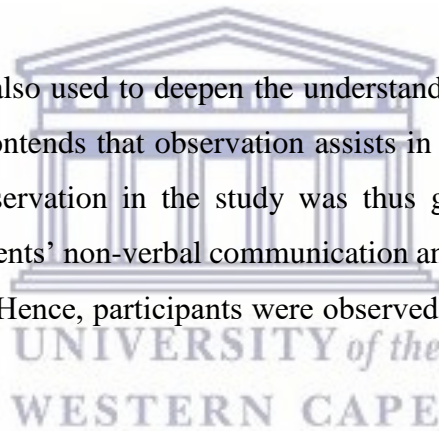 also used to deepen the understand
ontends that observation assists in
servation in the study was thus g
ents' non-verbal communication an
Hence, participants were observed
UNIVERSITY of the
WESTERN CAPE